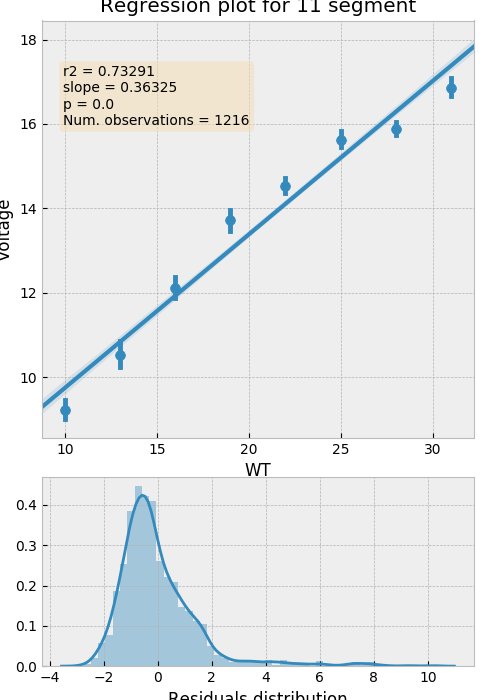 Regression plot for 11 segment
r2 = 0.73291
slope = 0.36325
p = 0.0
Num. observations = 1216
18
16
14
12
10
Voltage
10 15 20 25 30
WT
0.4
0.3
0.2
0.1
0.0
−4 −2 0 2 4 6 8 10
Residuals distribution